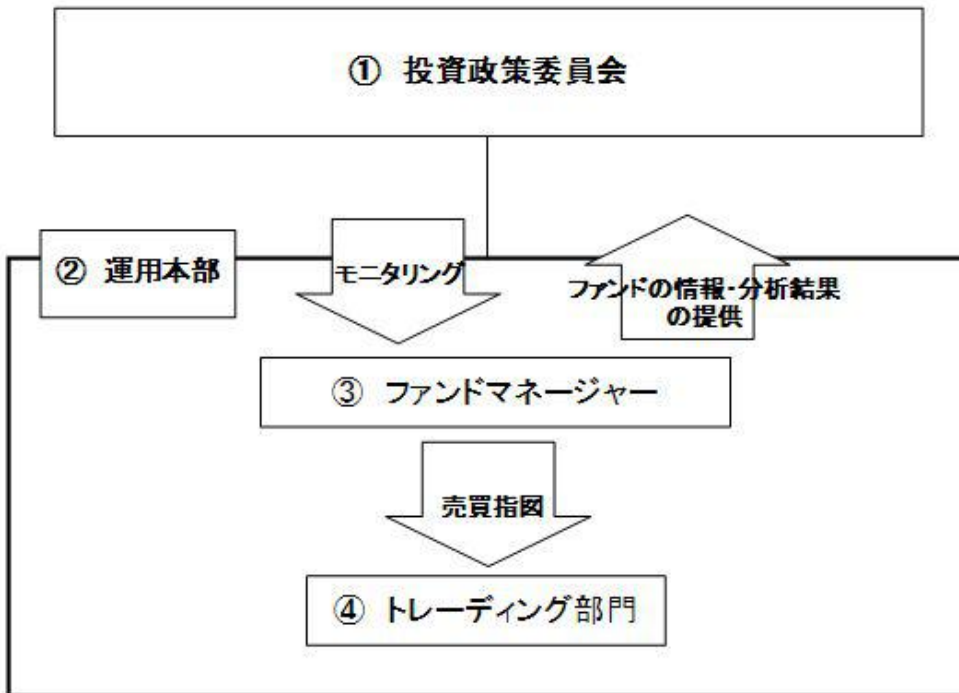 ① 投資政策委員会
② 運用本部
モニタリング
ファンドの情報・分析結果
の提供
③ ファンドマネージャー
売買指図
④ トレーディング部門